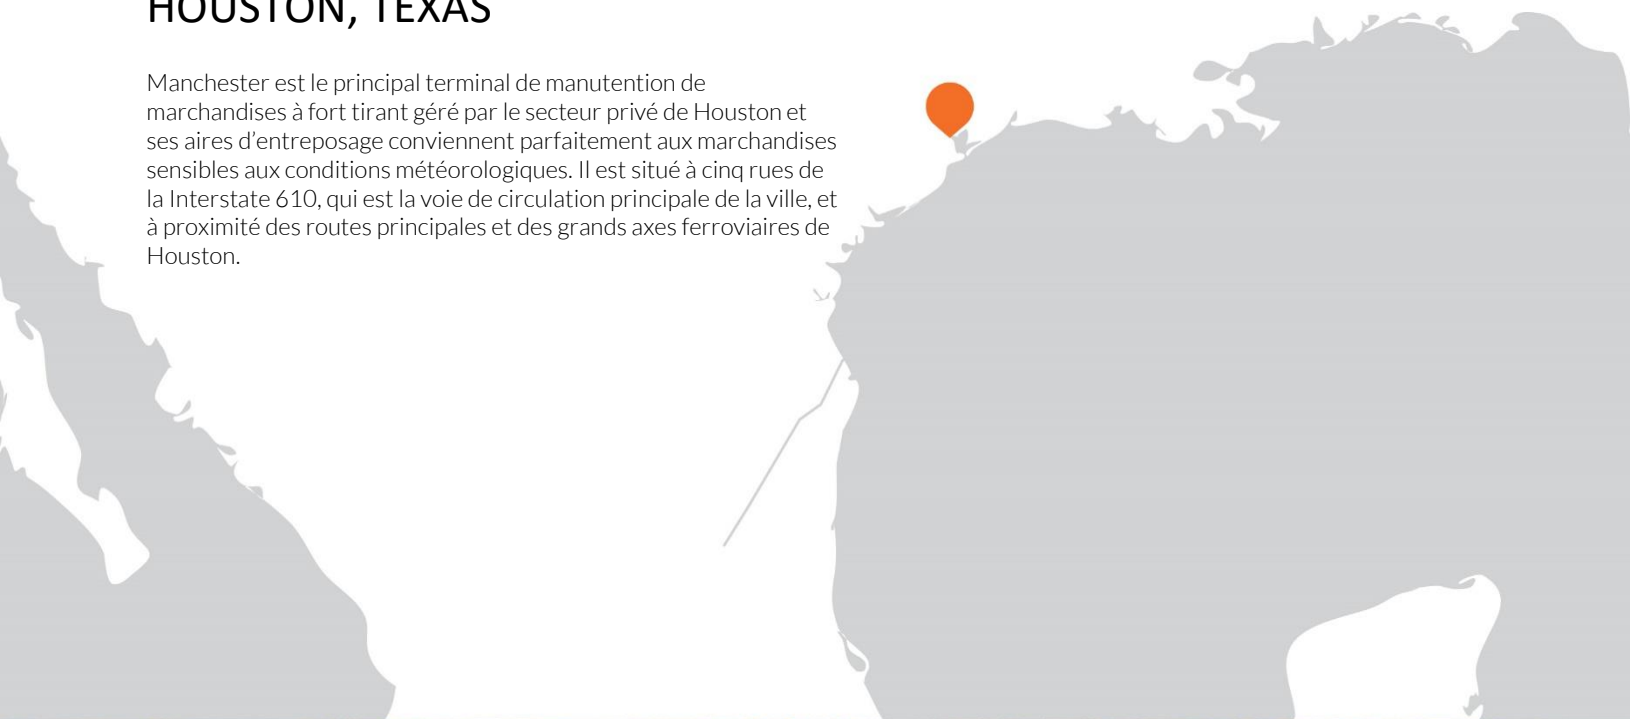 HOUSTON, TEXAS
Manchester est le principal terminal de manutention de
marchandises à fort tirant géré par le secteur privé de Houston et
ses aires d’entreposage conviennent parfaitement aux marchandises
sensibles aux conditions météorologiques. Il est situé à cinq rues de
la Interstate 610, qui est la voie de circulation principale de la ville, et
à proximité des routes principales et des grands axes ferroviaires de
Houston.